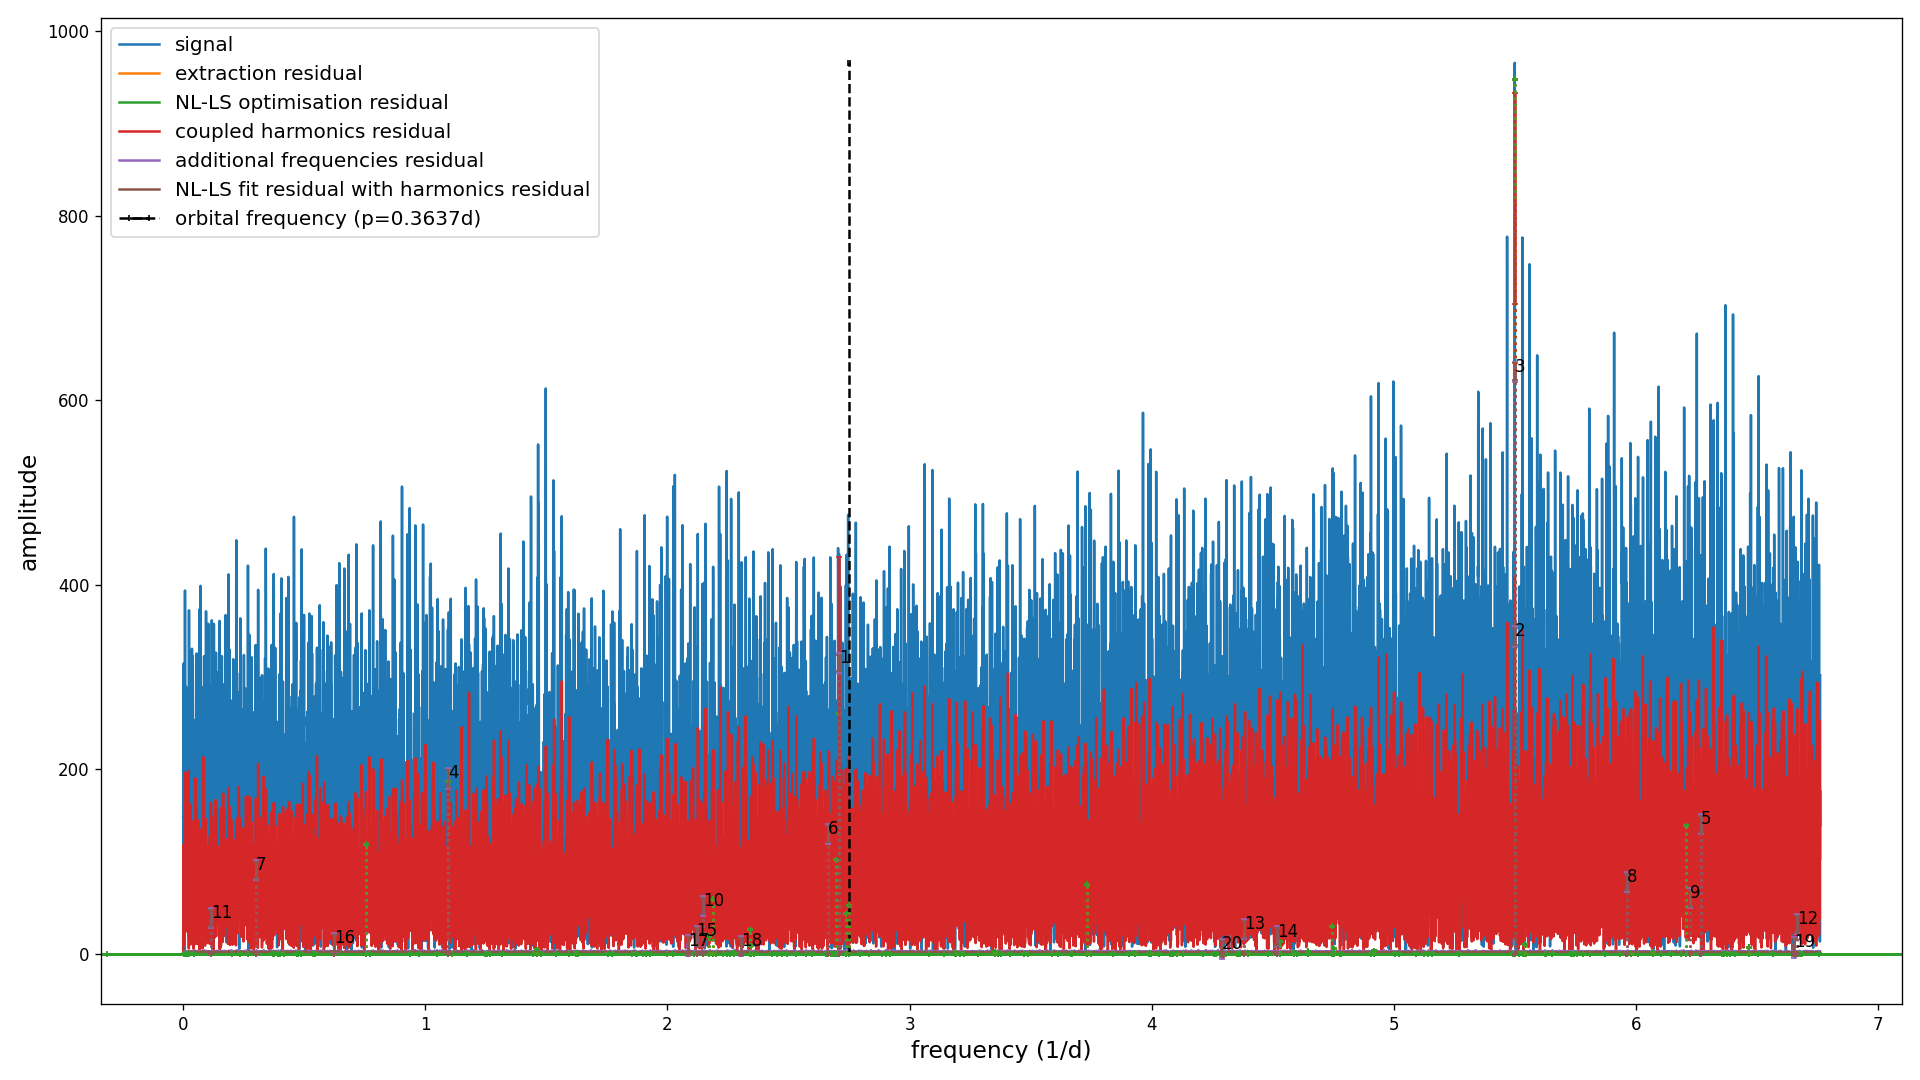 1000
800
600
400
200
0
amplitude
signal
extraction residual
NL-LS optimisation residual
coupled harmonics residual
additional frequencies residual
NL-LS fit residual with harmonics residual
orbital frequency (p=0.3637d)
3
2
1
4
5
6
7
8
9
10
11
12
13
14
15
16
17
18
19
20
0 1 2 3 4 5 6 7
frequency (1/d)